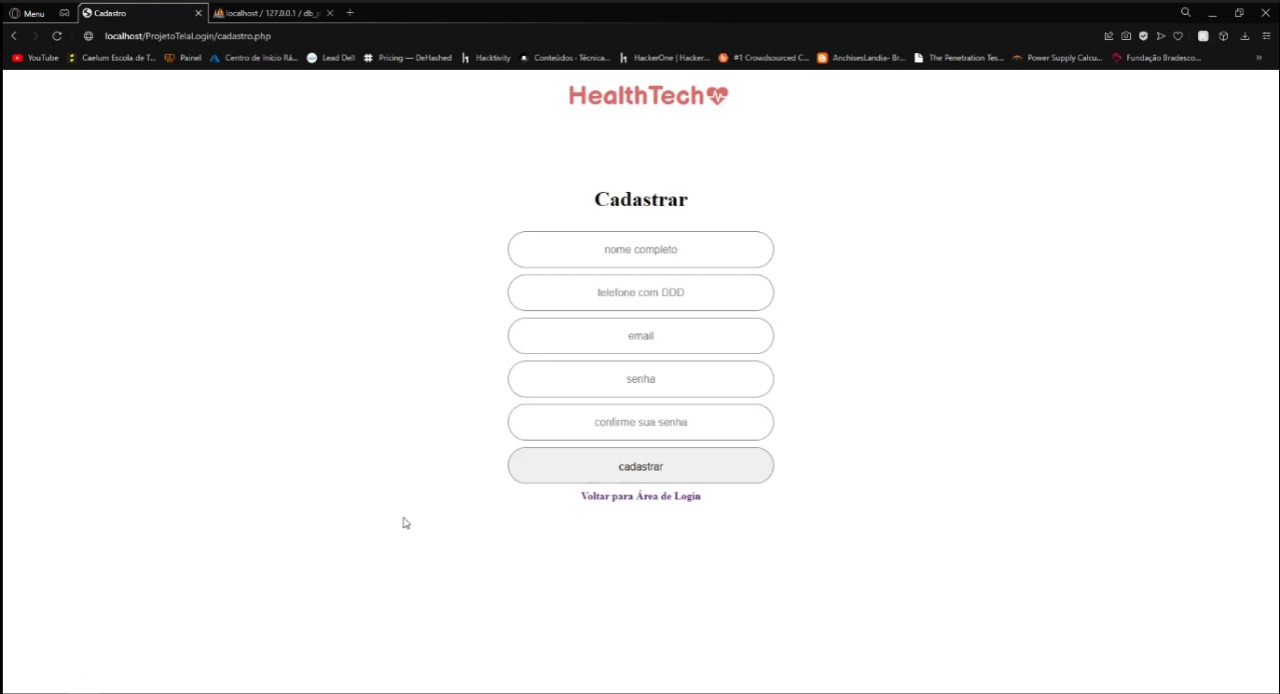 Menu
Cadastro
localhost / 127.0.0.1 / db_p
localhost/ProjetoTelaLogin/cadastro.php
YouTube
Caelum Escola de T...
Painel
Centro de Início Rá...
Lead Dell
Pricing — DeHashed
Hacktivity
Conteúdos - Técnica...
HackerOne | Hacker...
#1 Crowdsourced C...
AnchisesLandia- Br...
The Penetration Tes...
Power Supply Calcu...
Fundação Bradesco...
HealthTech
Cadastrar
nome completo
telefone com DDD
email
senha
confirme sua senha
cadastrar
Voltar para Área de Login